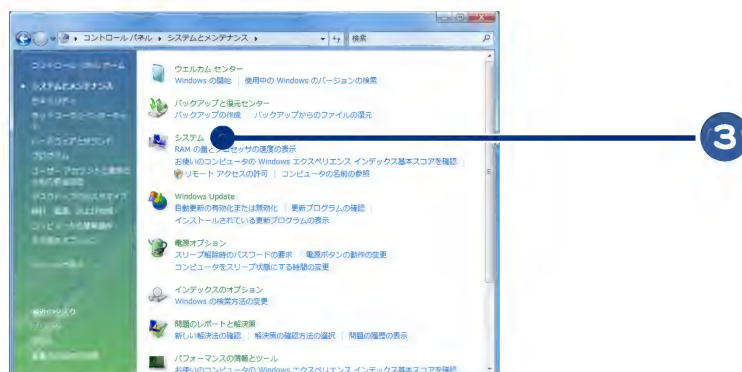 コントロール パネル ▸ システムとメンテナンス ▸
検索
コントロール パネル ホーム
システムとメンテナンス
セキュリティ
ハードウェアとサウンド
プログラム
ウエルカム センター
Windows の開始 | 使用中の Windows のバージョンの検索
バックアップと復元センター
バックアップの作成 | バックアップからのファイルの復元
システム
RAM の量とプロセッサの速度の表示
お使いのコンピュータの Windows エクスペリエンス インデックス基本スコアを確認
リモート アクセスの許可 | コンピュータの名前の参照
Windows Update
自動更新の有効化または無効化 | 更新プログラムの確認
インストールされている更新プログラムの表示
電源オプション
スリープ解除時のパスワードの要求 | 電源ボタンの動作の変更
コンピュータをスリープ状態にする時間の変更
インデックスのオプション
Windows の検索方法の変更
問題のレポートと解決策
新しい解決法の確認 | 解決策の確認方法の選択 | 問題の履歴の表示
パフォーマンスの情報とツール
お使いのコンピュータの Windows エクスペリエンス インデックス基本スコアを確認
3